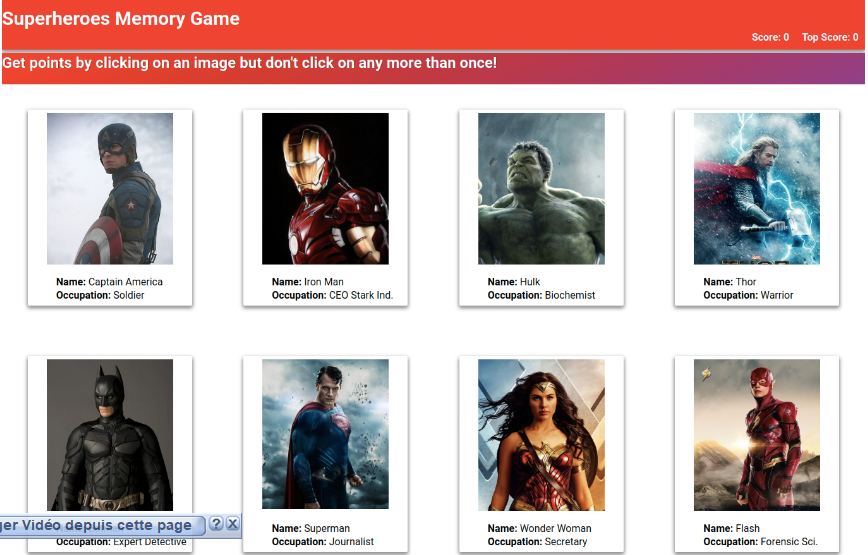 Superheroes Memory Game
Score: 0 Top Score: 0
Get points by clicking on an image but don't click on any more than once!
Name: Captain America
Occupation: Soldier
Name: Iron Man
Occupation: CEO Stark Ind.
Name: Hulk
Occupation: Biochemist
Name: Thor
Occupation: Warrior
ger Vidéo depuis cette page ? X
Occupation: Expert Detective
Name: Superman
Occupation: Journalist
Name: Wonder Woman
Occupation: Secretary
Name: Flash
Occupation: Forensic Sci.